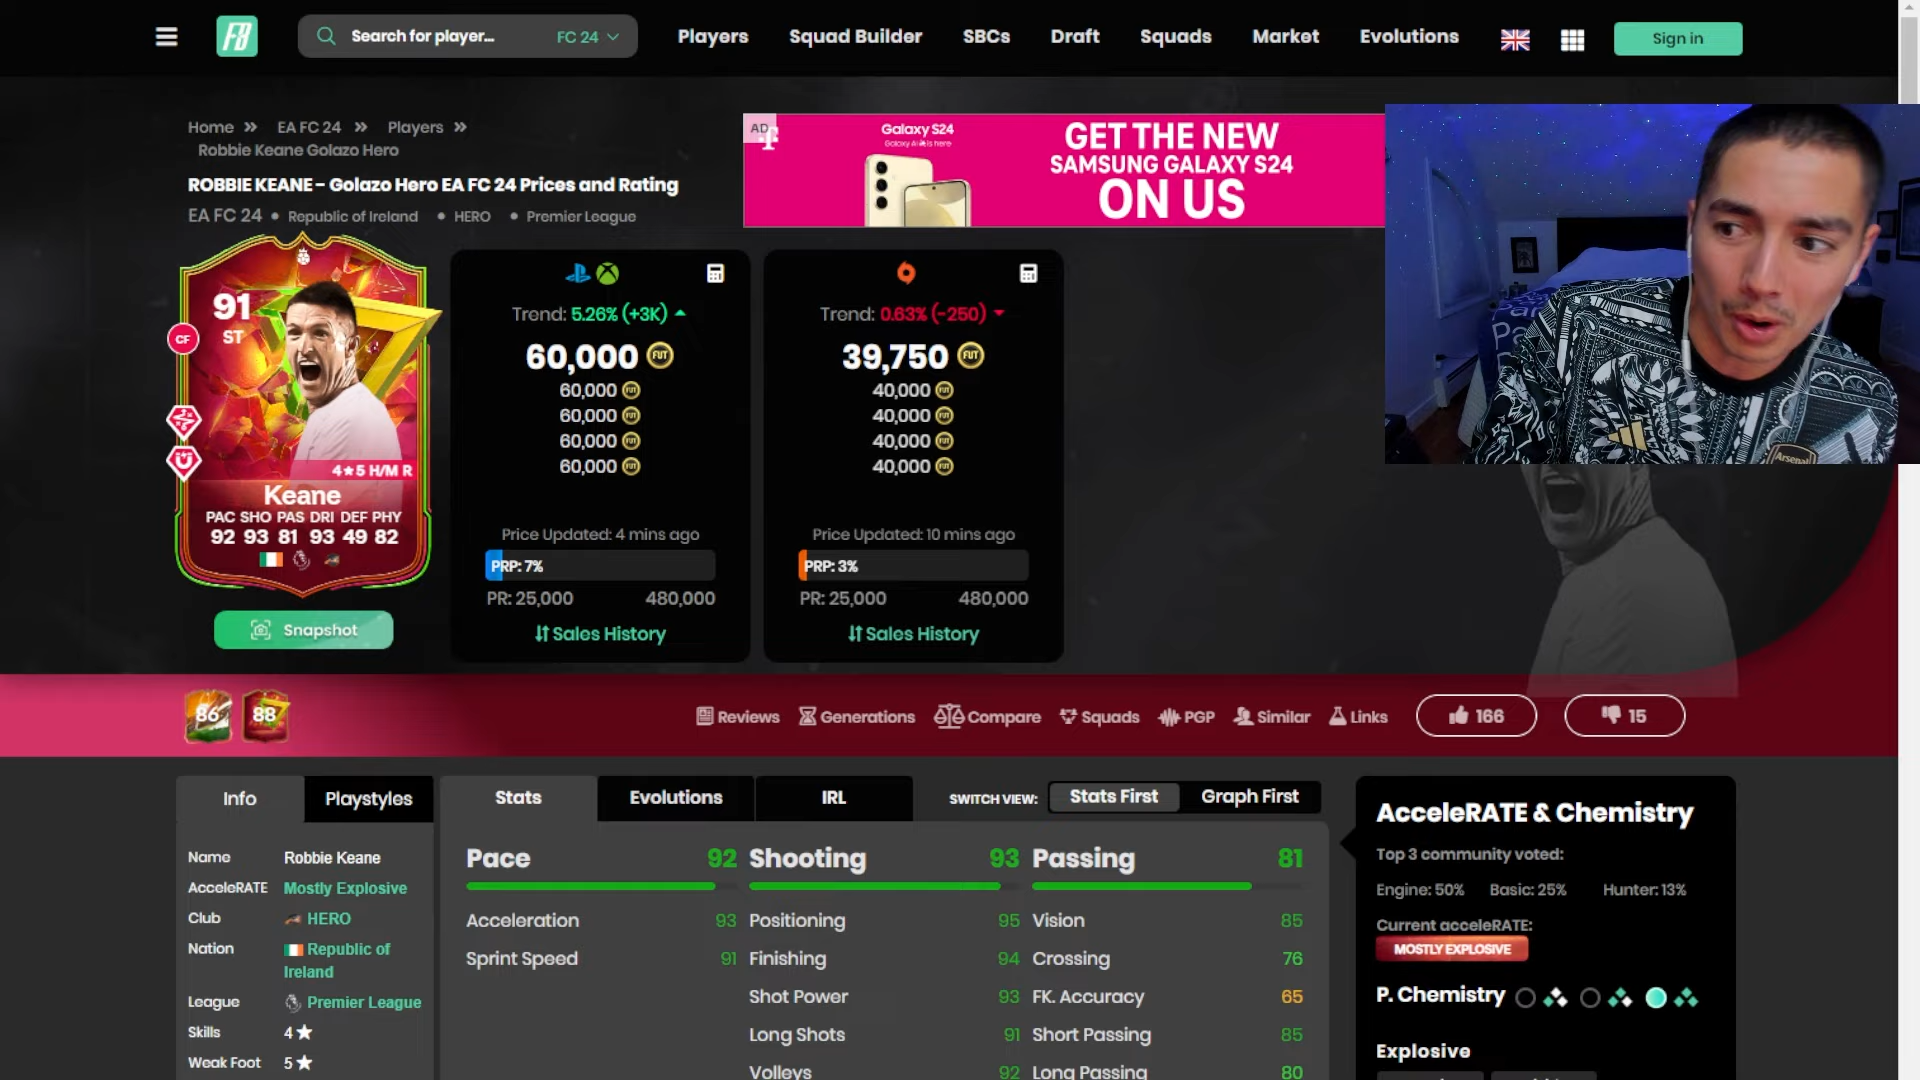 FB
Search for player...
FC 24
Players
Squad Builder
SBCs
Draft
Squads
Market
Evolutions
Sign in
Home » EA FC 24 » Players »
Robbie Keane Golazo Hero
ROBBIE KEANE - Golazo Hero EA FC 24 Prices and Rating
EA FC 24 • Republic of Ireland • HERO • Premier League
AD
Galaxy S24
Galaxy AI is here
GET THE NEW
SAMSUNG GALAXY S24
ON US
91
ST
CF
4★5 H/M R
Keane
PAC SHO PAS DRI DEF PHY
92 93 81 93 49 82
Snapshot
Trend: 5.26% (+3K)
60,000
60,000
60,000
60,000
60,000
Price Updated: 4 mins ago
PRP: 7%
PR: 25,000 480,000
Sales History
Trend: 0.63% (-250)
39,750
40,000
40,000
40,000
40,000
Price Updated: 10 mins ago
PRP: 3%
PR: 25,000 480,000
Sales History
Arsenal
86
88
Reviews
Generations
Compare
Squads
PGP
Similar
Links
166
15
Info
Playstyles
Name Robbie Keane
AcceleRATE Mostly Explosive
Club HERO
Nation Republic of
Ireland
League Premier League
Skills 4★
Weak Foot 5★
Stats
Evolutions
IRL
SWITCH VIEW:
Stats First
Graph First
Pace 92
Acceleration 93
Sprint Speed 91
Shooting 93
Positioning 95
Finishing 94
Shot Power 93
Long Shots 91
Volleys 92
Passing 81
Vision 85
Crossing 76
FK. Accuracy 65
Short Passing 85
Long Passing 80
AcceleRATE & Chemistry
Top 3 community voted:
Engine: 50% Basic: 25% Hunter: 13%
Current acceleRATE:
MOSTLY EXPLOSIVE
P. Chemistry
Explosive